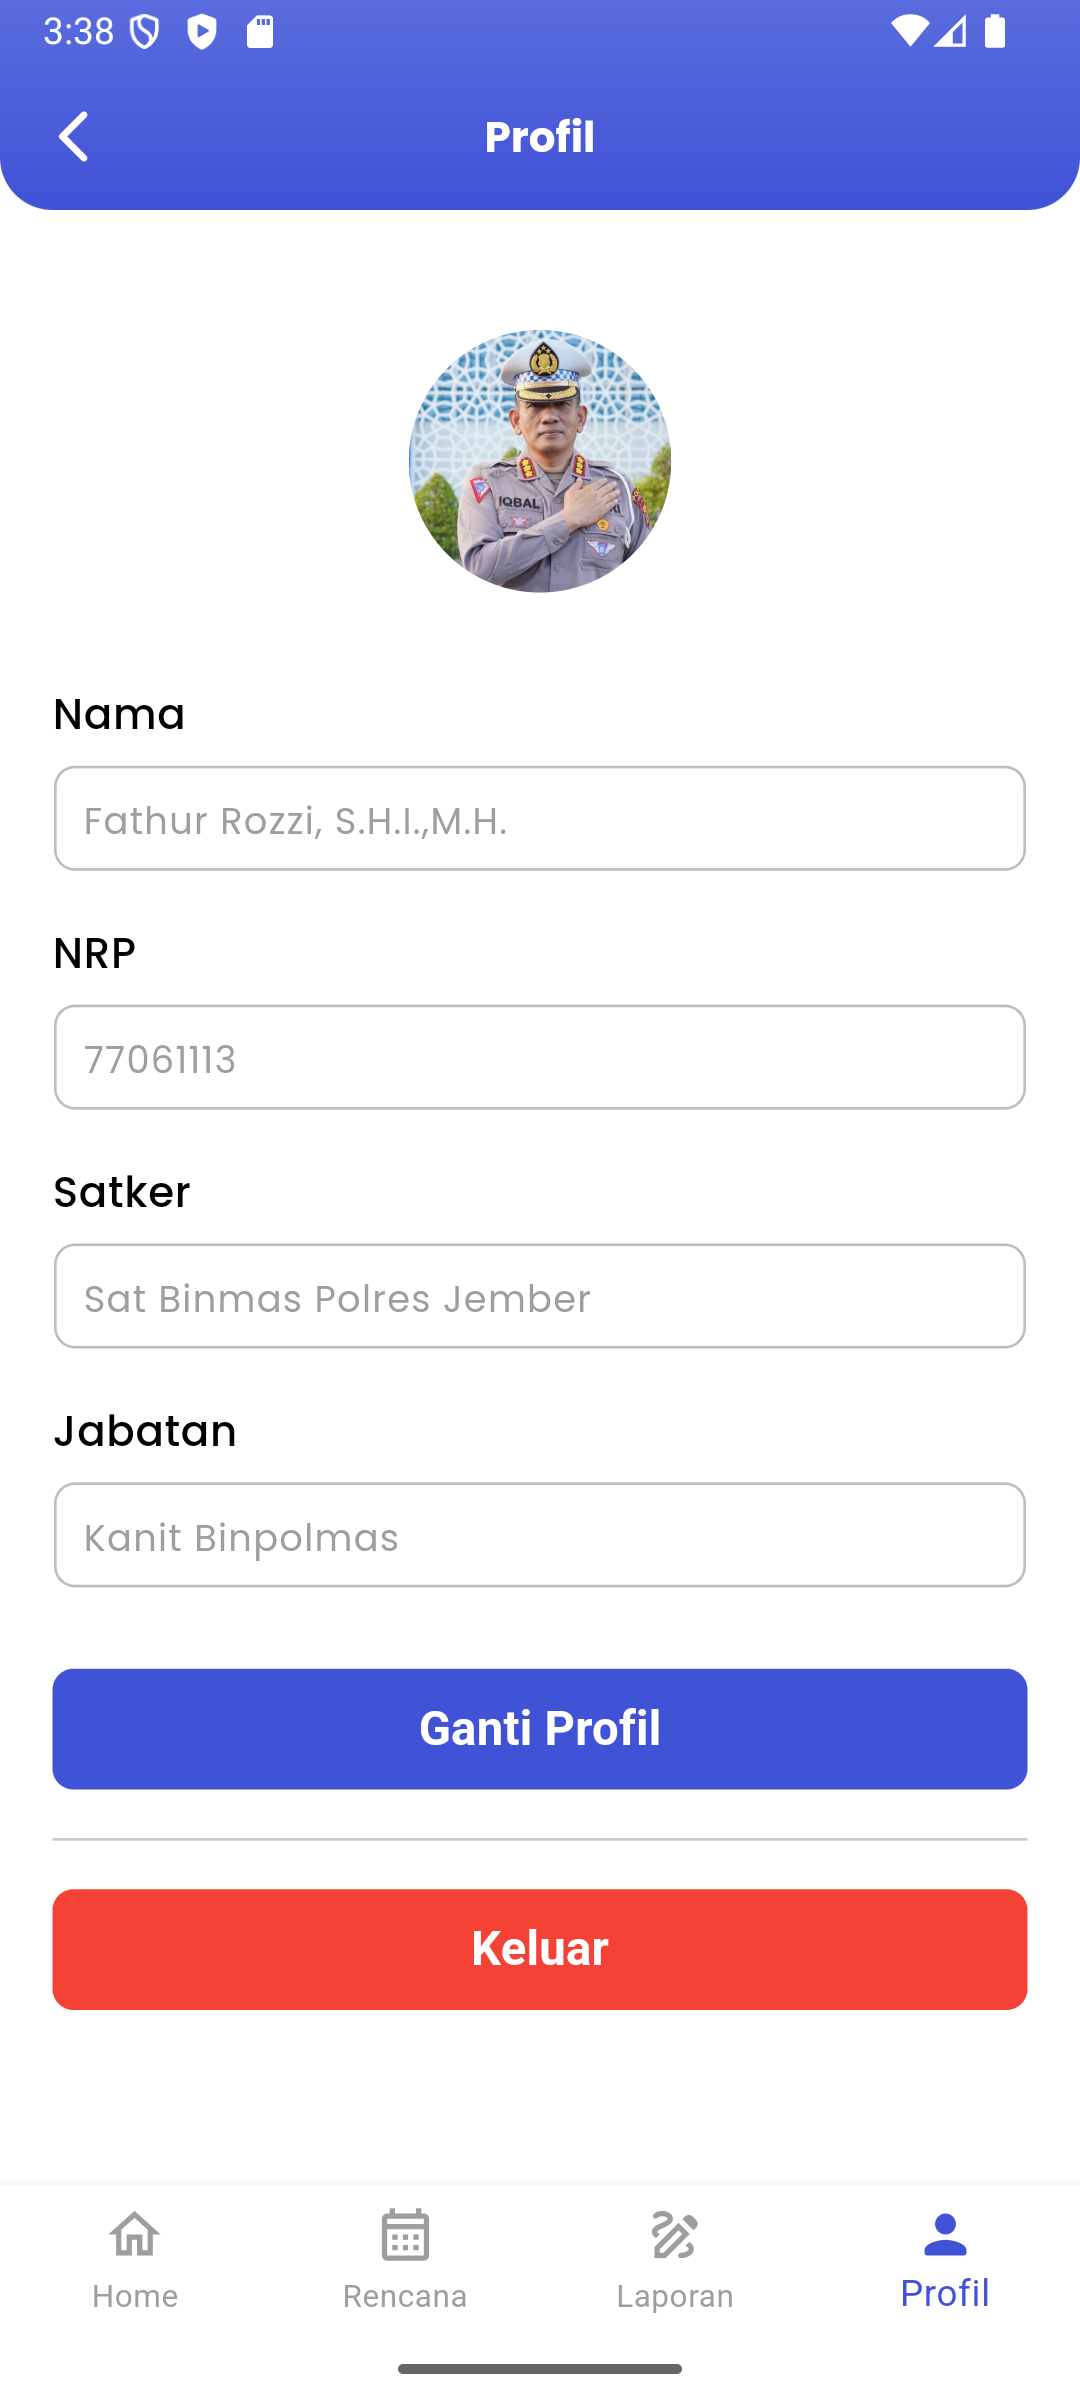 3:38
Profil
IQBAL
Nama
Fathur Rozzi, S.H.I.,M.H.
NRP
77061113
Satker
Sat Binmas Polres Jember
Jabatan
Kanit Binpolmas
Ganti Profil
Keluar
Home
Rencana
Laporan
Profil